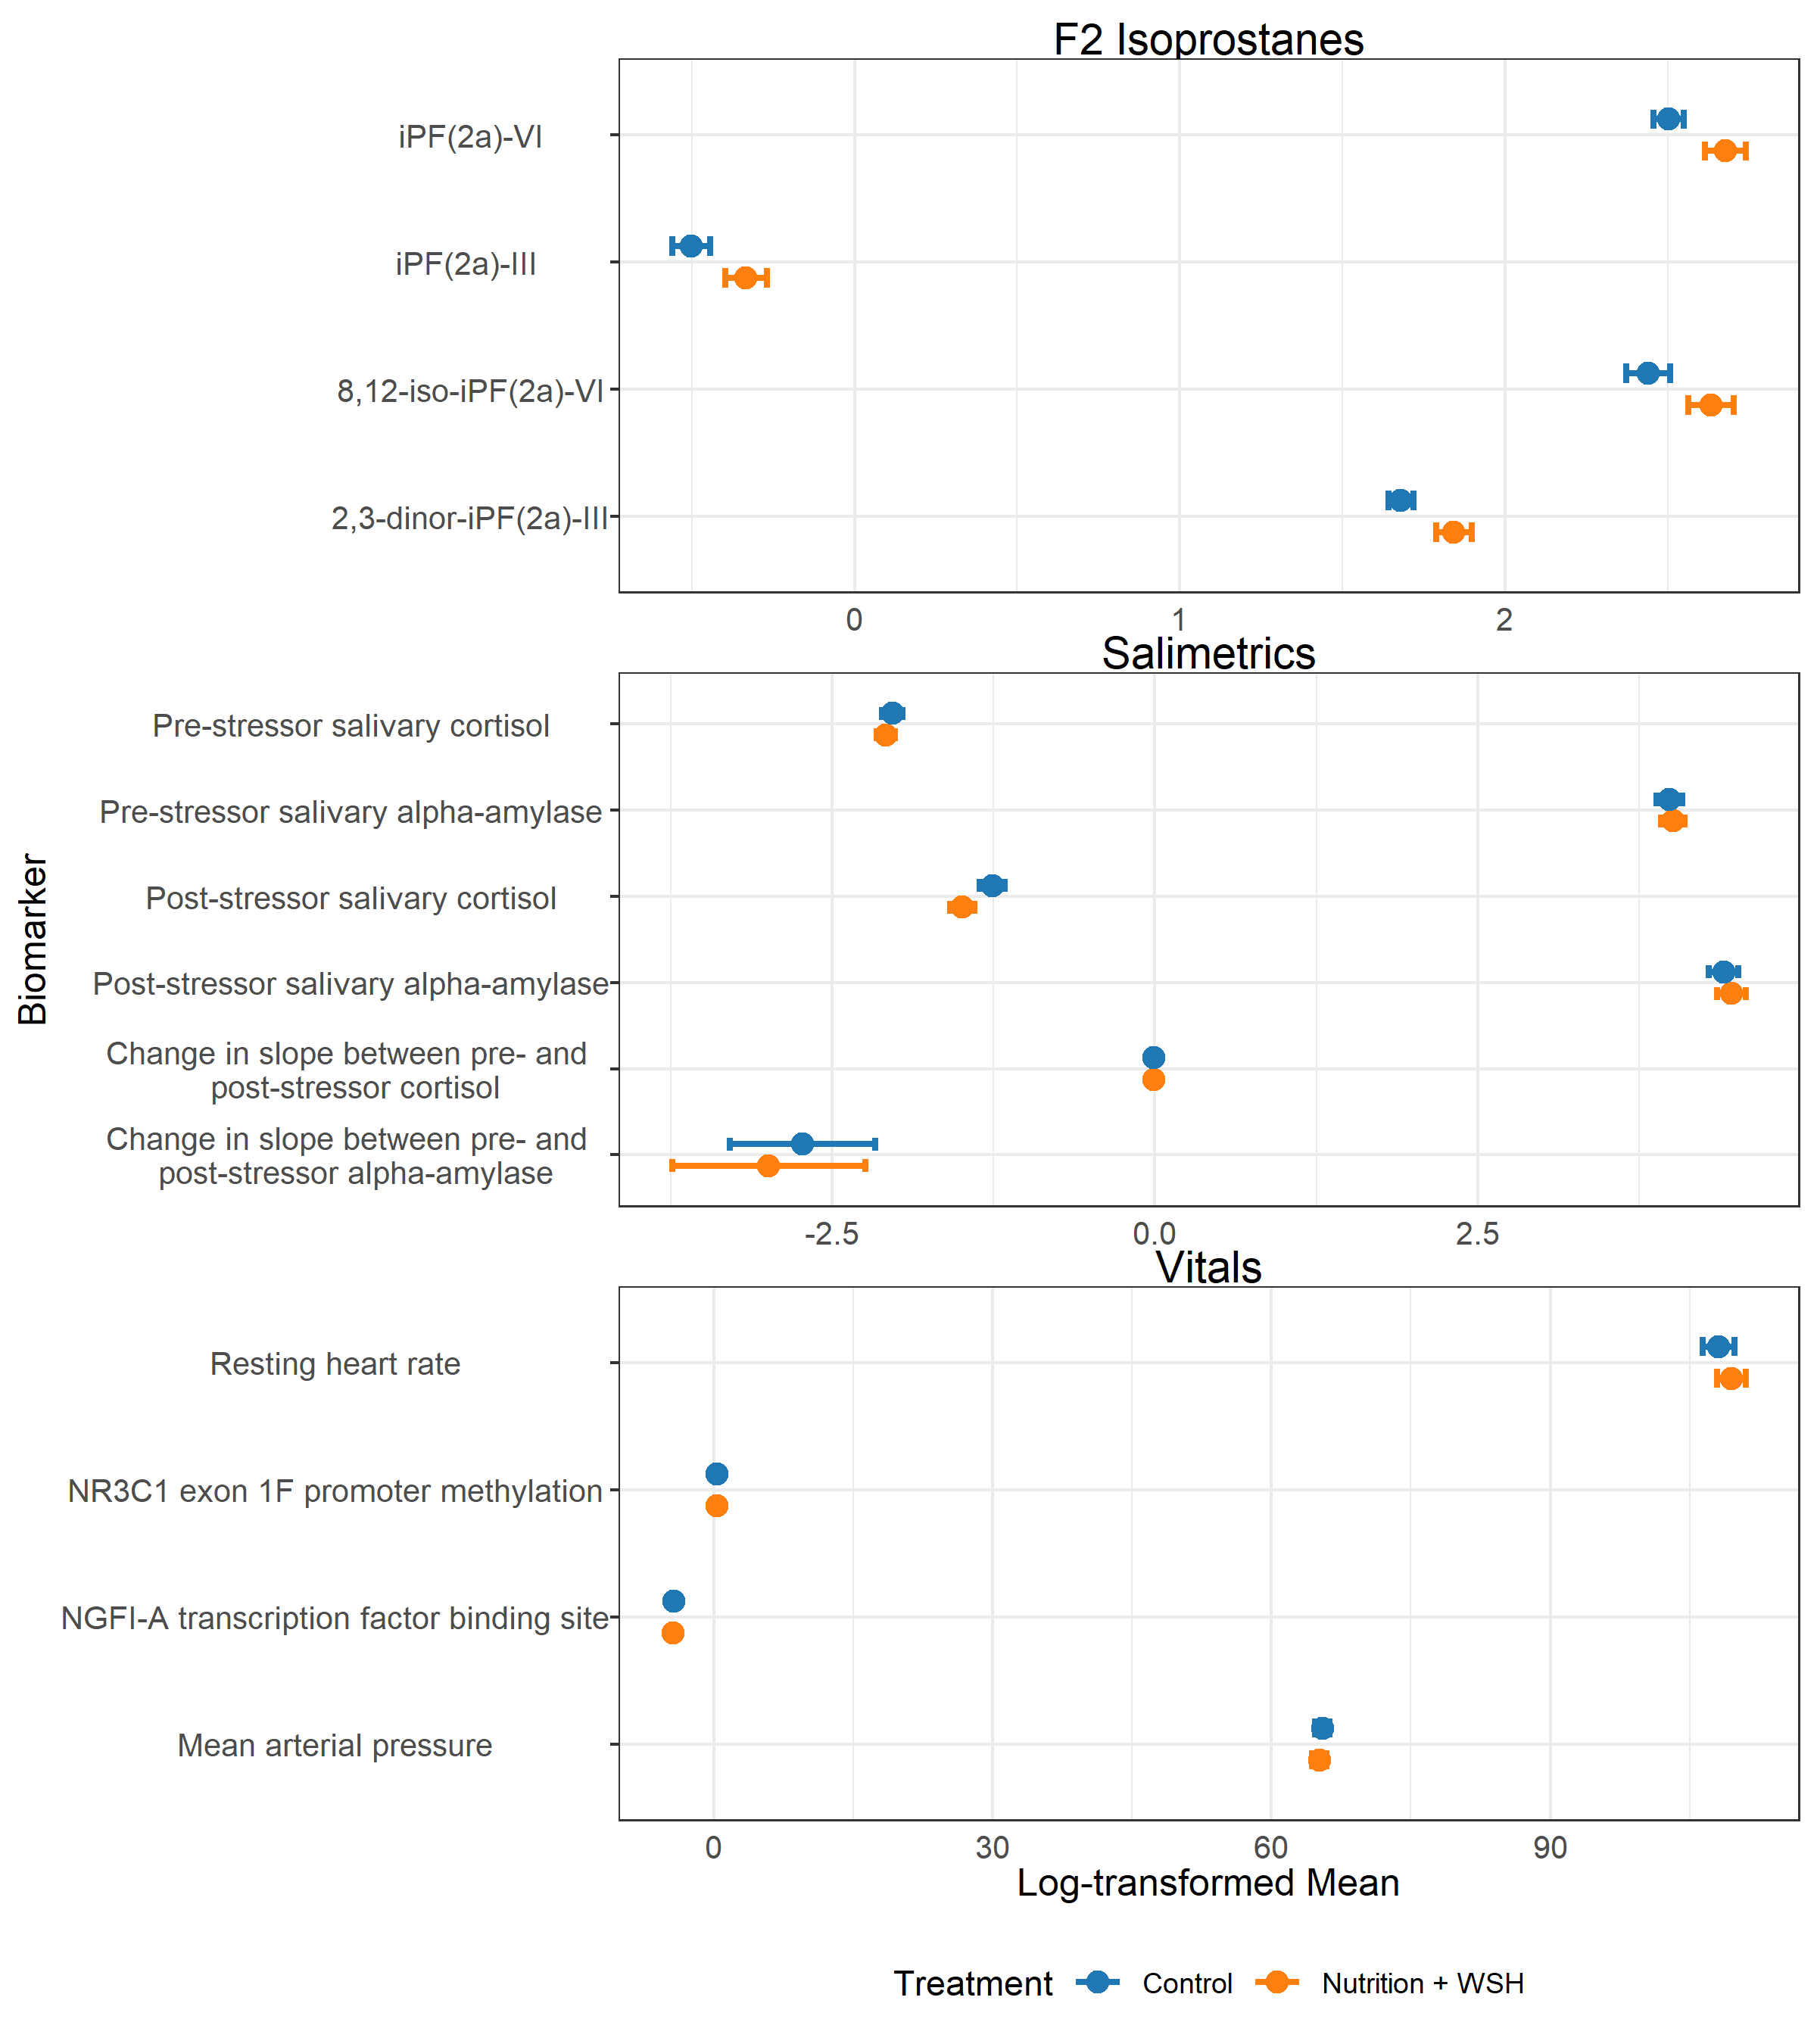 F2 Isoprostanes
iPF(2a)-VI
iPF(2a)-III
8,12-iso-iPF(2a)-VI
2,3-dinor-iPF(2a)-III
0 1 2
Salimetrics
Pre-stressor salivary cortisol
Pre-stressor salivary alpha-amylase
Post-stressor salivary cortisol
Post-stressor salivary alpha-amylase
Change in slope between pre- and
post-stressor cortisol
Change in slope between pre- and
post-stressor alpha-amylase
-2.5 0.0 2.5
Biomarker
Vitals
Resting heart rate
NR3C1 exon 1F promoter methylation
NGFI-A transcription factor binding site
Mean arterial pressure
0 30 60 90
Log-transformed Mean
Treatment Control Nutrition + WSH